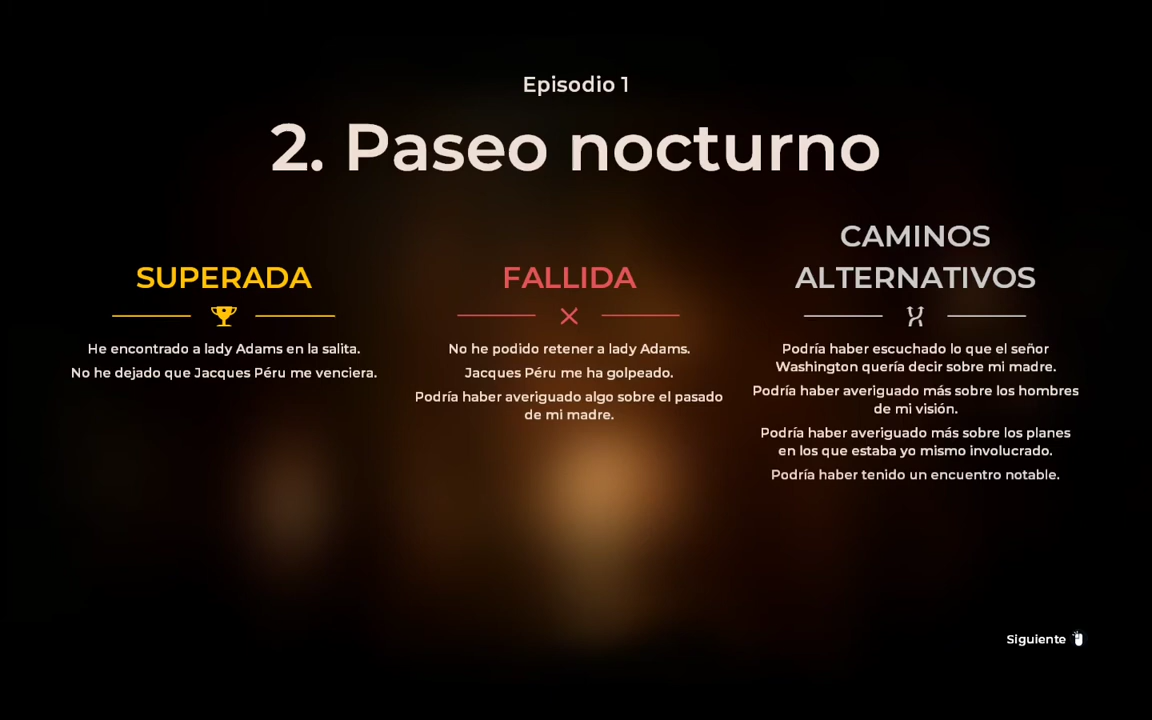 Episodio 1
2. Paseo nocturno
SUPERADA
He encontrado a lady Adams en la salita.
No he dejado que Jacques Péru me venciera.
FALLIDA
No he podido retener a lady Adams.
Jacques Péru me ha golpeado.
Podría haber averiguado algo sobre el pasado
de mi madre.
CAMINOS
ALTERNATIVOS
Podría haber escuchado lo que el señor
Washington quería decir sobre mi madre.
Podría haber averiguado más sobre los hombres
de mi visión.
Podría haber averiguado más sobre los planes
en los que estaba yo mismo involucrado.
Podría haber tenido un encuentro notable.
Siguiente